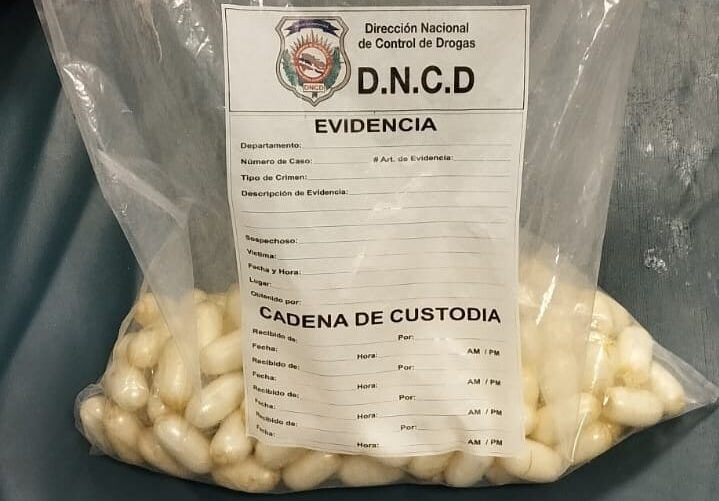 Dirección Nacional
de Control de Drogas
DNCD
D.N.C.D
EVIDENCIA
Departamento:
Número de Caso: # Art. de Evidencia:
Tipo de Crimen:
Descripción de Evidencia:
Sospechoso:
Víctima:
Fecha y Hora:
Lugar:
Obtenido por:
CADENA DE CUSTODIA
Recibido de: Por:
Fecha: Hora: AM / PM
Recibido de: Por:
Fecha: Hora: AM / PM
Recibido de: Por:
Fecha: Hora: AM / PM
Recibido de: Por:
Fecha: Hora: AM / PM